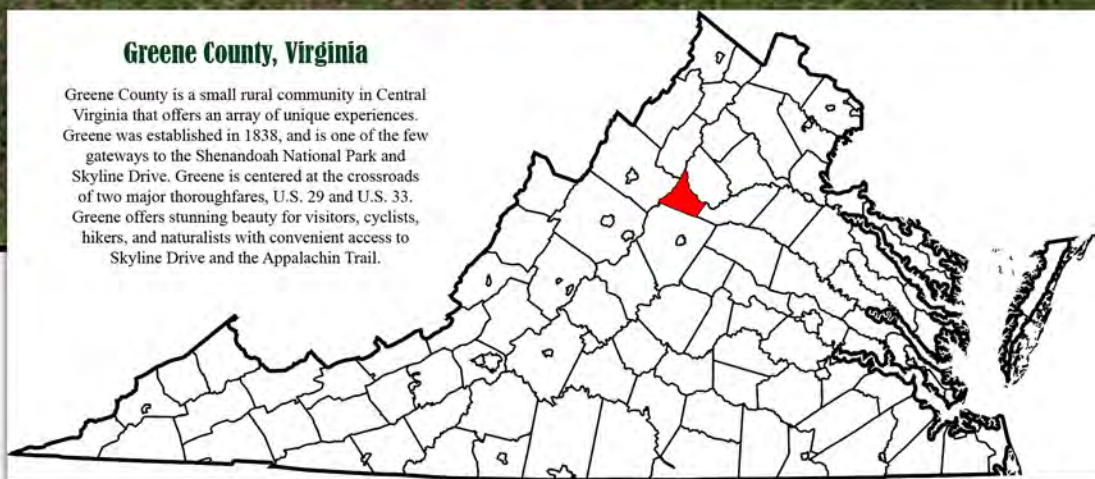 Greene County, Virginia
Greene County is a small rural community in Central
Virginia that offers an array of unique experiences.
Greene was established in 1838, and is one of the few
gateways to the Shenandoah National Park and
Skyline Drive. Greene is centered at the crossroads
of two major thoroughfares, U.S. 29 and U.S. 33.
Greene offers stunning beauty for visitors, cyclists,
hikers, and naturalists with convenient access to
Skyline Drive and the Appalachin Trail.